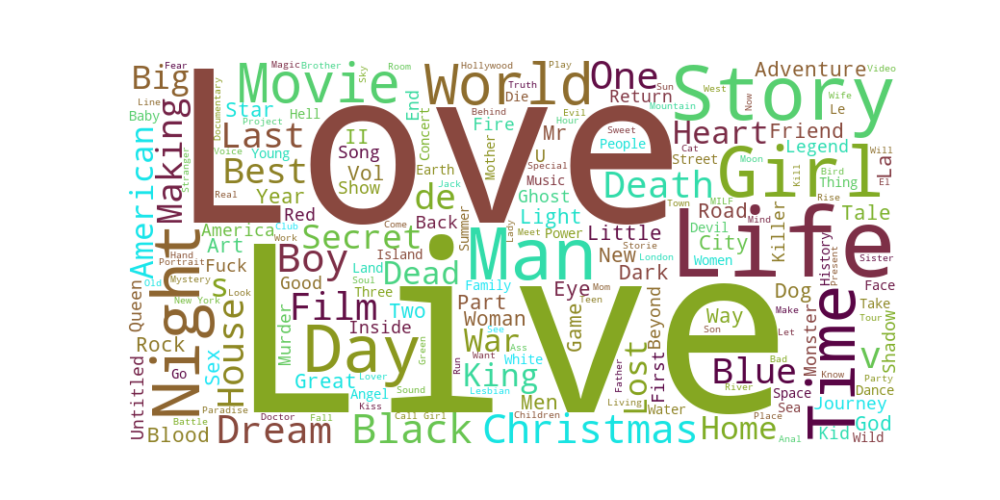 Love
Live
Life
Story
Girl
Man
Time
Night
World
Movie
Day
Big
Fear
Magic
Brother
Room
Sky
Hollywood
Play
One
Sun
Return
Adventure
Video
Line
Baby
Documentary
Project
Making
Star
Hell
Last
II
Song
Best
Vol
Show
Year
Young
Voice
Stranger
American
End
Concert
Fire
Die
Behind
Truth
Mr
U
Sweet
People
Mother
Earth
Special
Hour
Evil
Mountain
West
Now
Wife
Le
Heart
Friend
Cat
Street
Legend
Will
La
El
Moon
Bird
Thing
Kill
Music
Ghost
Light
Power
Death
Real
Red
de
Jack
Back
Come
Summer
Lady
Meet
Little
Town
Road
Mind
MILF
Rise
Tale
Killer
Devil
City
Women
History
Present
Sister
Face
America
Club
Work
Art
Hand
Portrait
Mystery
Old
Fuck
s
New York
Look
Secret
Boy
Good
Island
Land
Soul
Three
Dead
Family
Storie
New
London
Dark
Eye
Beyond
Film
Two
Part
Woman
Mom
Teen
Game
Dog
Monster
Take
Tour
Shadow
Queen
Untitled
Rock
Go
Sex
House
Murder
Inside
Great
Angel
Lover
Kiss
Sound
Green
War
See
Ass
White
Run
Want
King
Lesbian
Men
Children
Father
Living
Lost
First
Way
Son
Blue
Make
Let
Bad
Space
Know
v
Party
Dance
River
Water
Place
Sea
Journey
God
Kid
Wild
Anal
Paradise
Battle
Blood
Doctor
Fall
Dream
Call Girl
Black
Christmas
Home